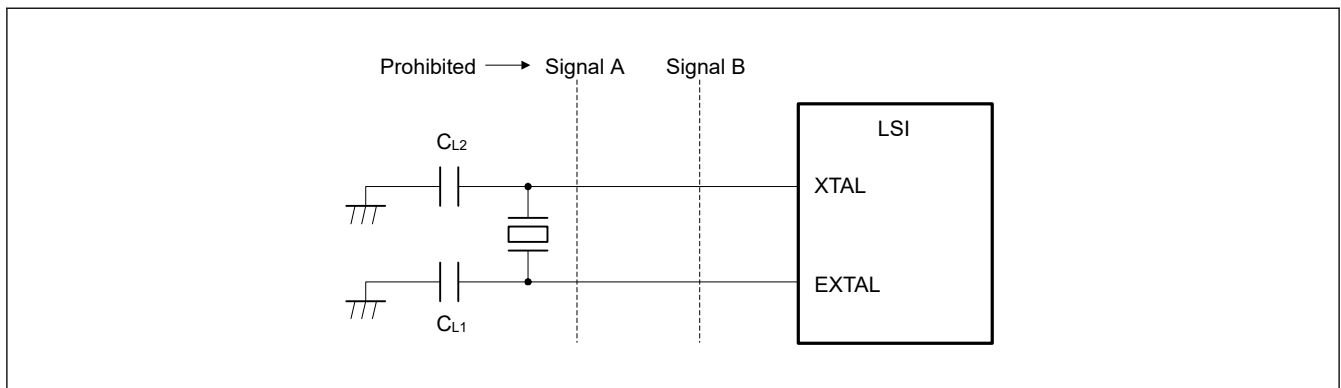 Prohibited → Signal A Signal B
LSI
CL2
XTAL
EXTAL
CL1